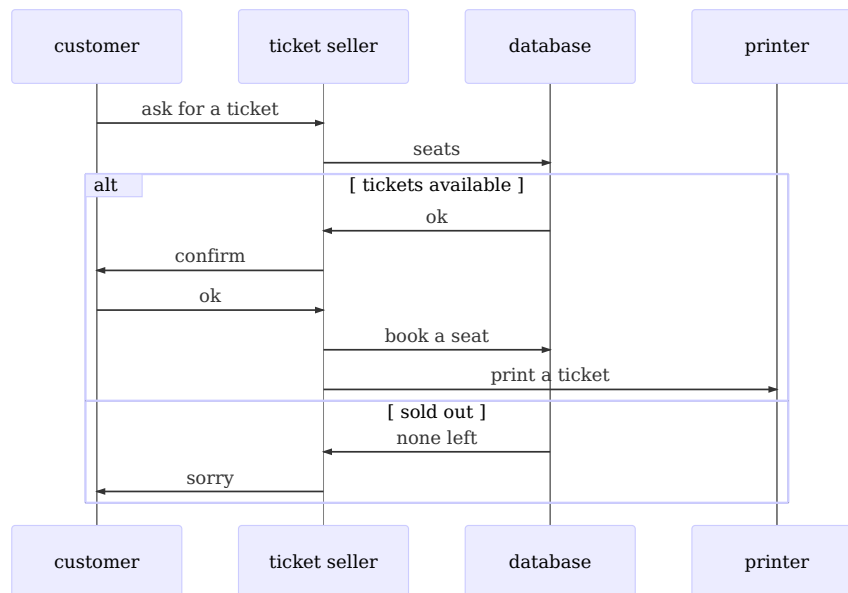 customer
ticket seller
database
printer
ask for a ticket
seats
alt
[ tickets available ]
ok
confirm
ok
book a seat
print a ticket
[ sold out ]
none left
sorry
customer
ticket seller
database
printer